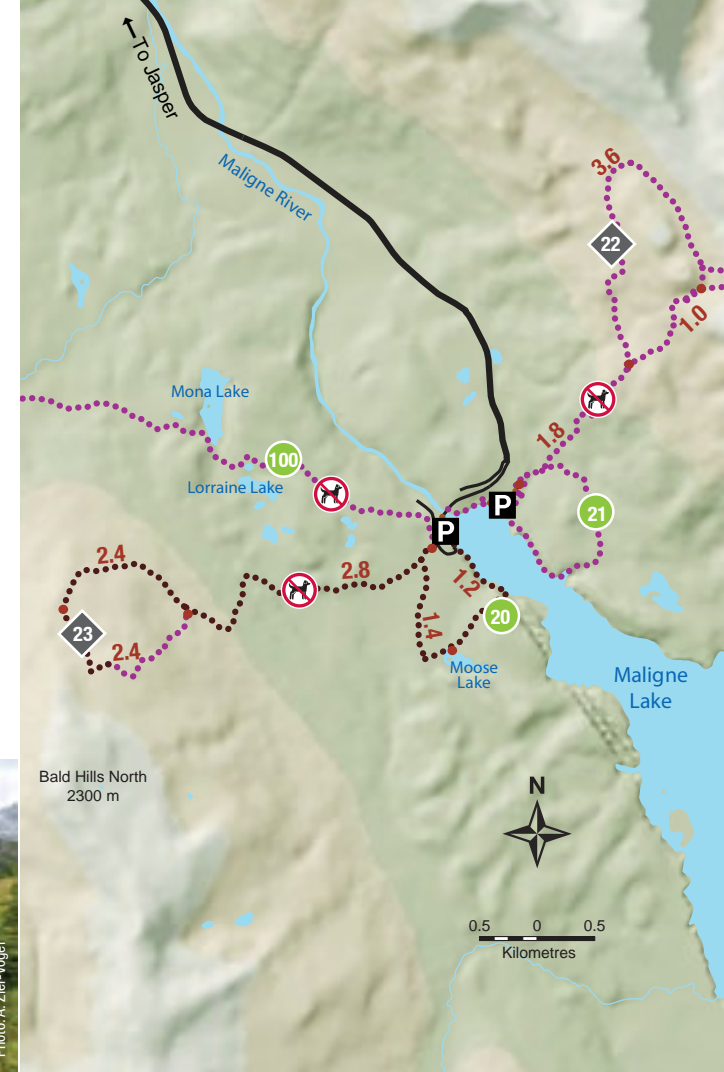 To Jasper
Maligne River
3.6
22
1.0
Mona Lake
1.8
100
Lorraine Lake
P
21
P
2.4
2.8
1.2
23
1.4
20
2.4
Moose
Lake
Maligne
Lake
Bald Hills North
2300 m
N
0.5 0 0.5
Kilometres
Photo: A. Zier-Vogel